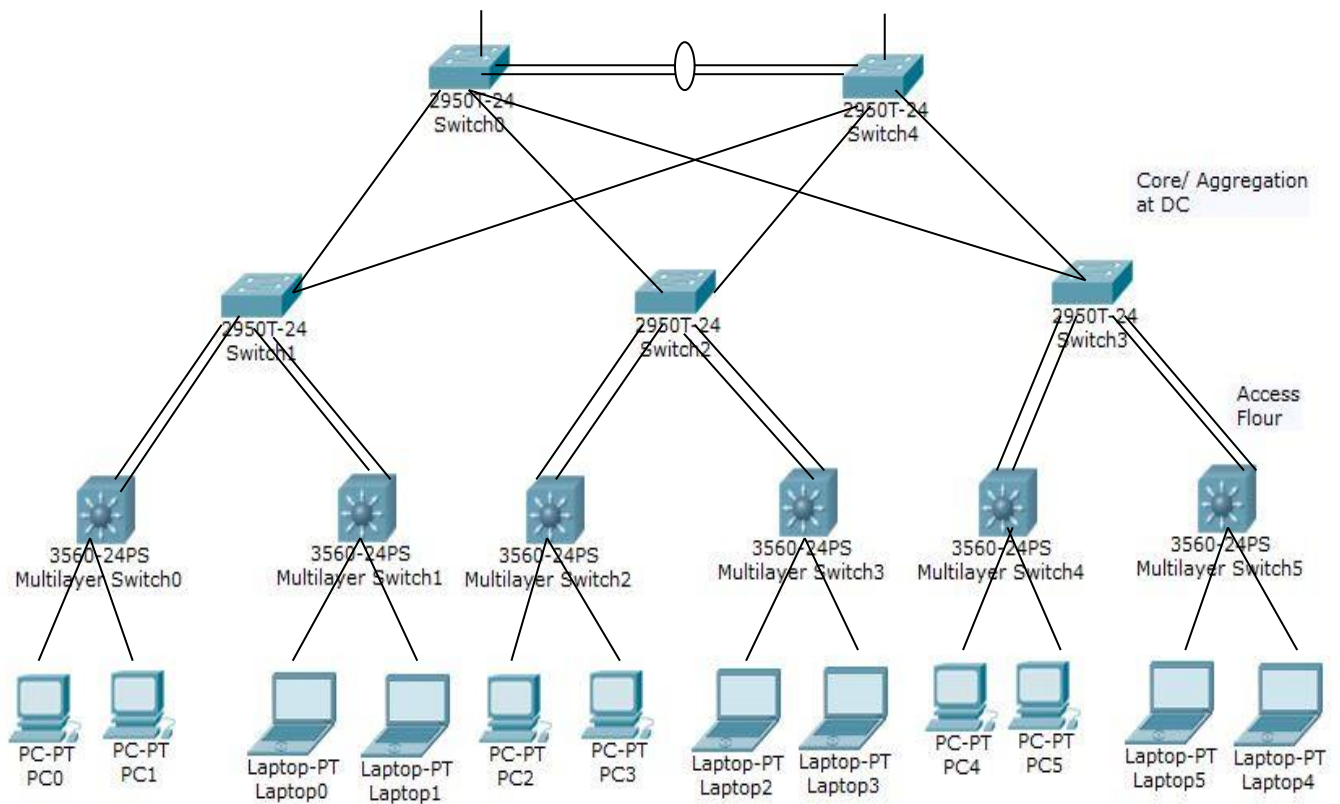 2950T-24
Switch0
2950T-24
Switch4
Core/ Aggregation
at DC
2950T-24
Switch1
2950T-24
Switch2
2950T-24
Switch3
Access
Flour
3560-24PS
Multilayer Switch0
3560-24PS
Multilayer Switch1
3560-24PS
Multilayer Switch2
3560-24PS
Multilayer Switch3
3560-24PS
Multilayer Switch4
3560-24PS
Multilayer Switch5
PC-PT
PC0
PC-PT
PC1
Laptop-PT
Laptop0
Laptop-PT
Laptop1
PC-PT
PC2
PC-PT
PC3
Laptop-PT
Laptop2
Laptop-PT
Laptop3
PC-PT
PC4
PC-PT
PC5
Laptop-PT
Laptop5
Laptop-PT
Laptop4